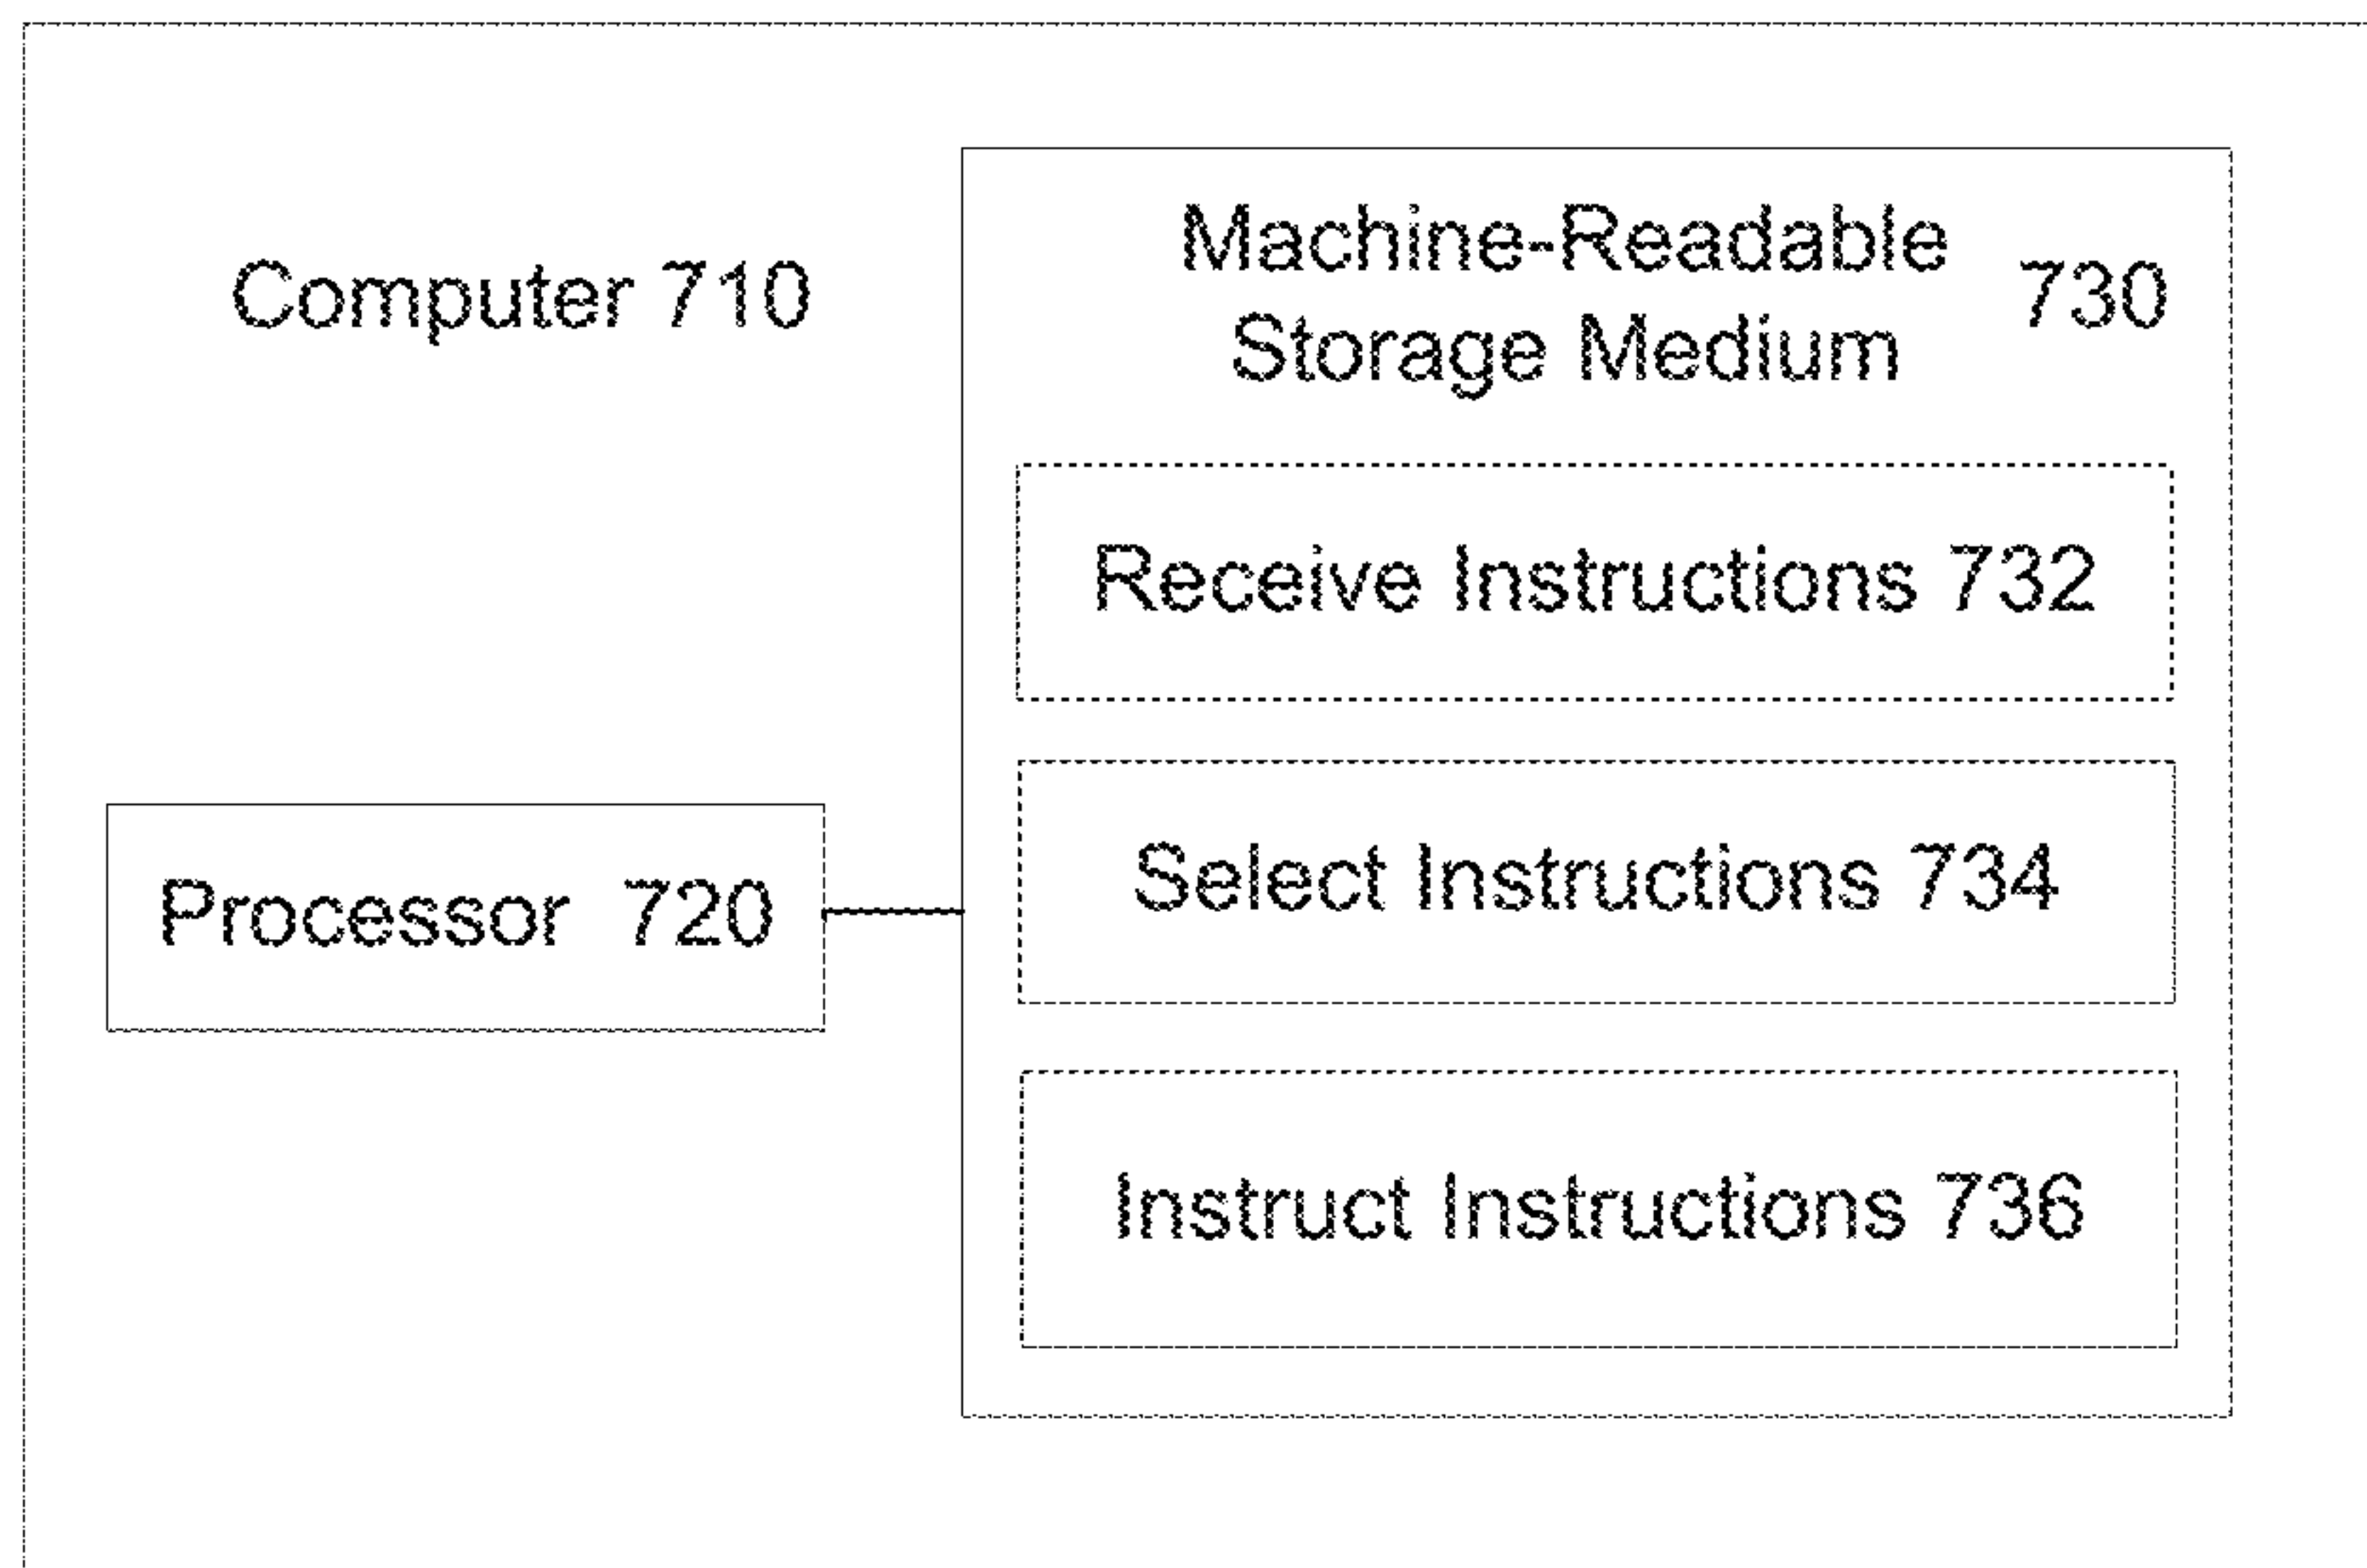 Computer 710
Machine-Readable
Storage Medium
730
Receive Instructions 732
Select Instructions 734
Processor 720
Instruct Instructions 736